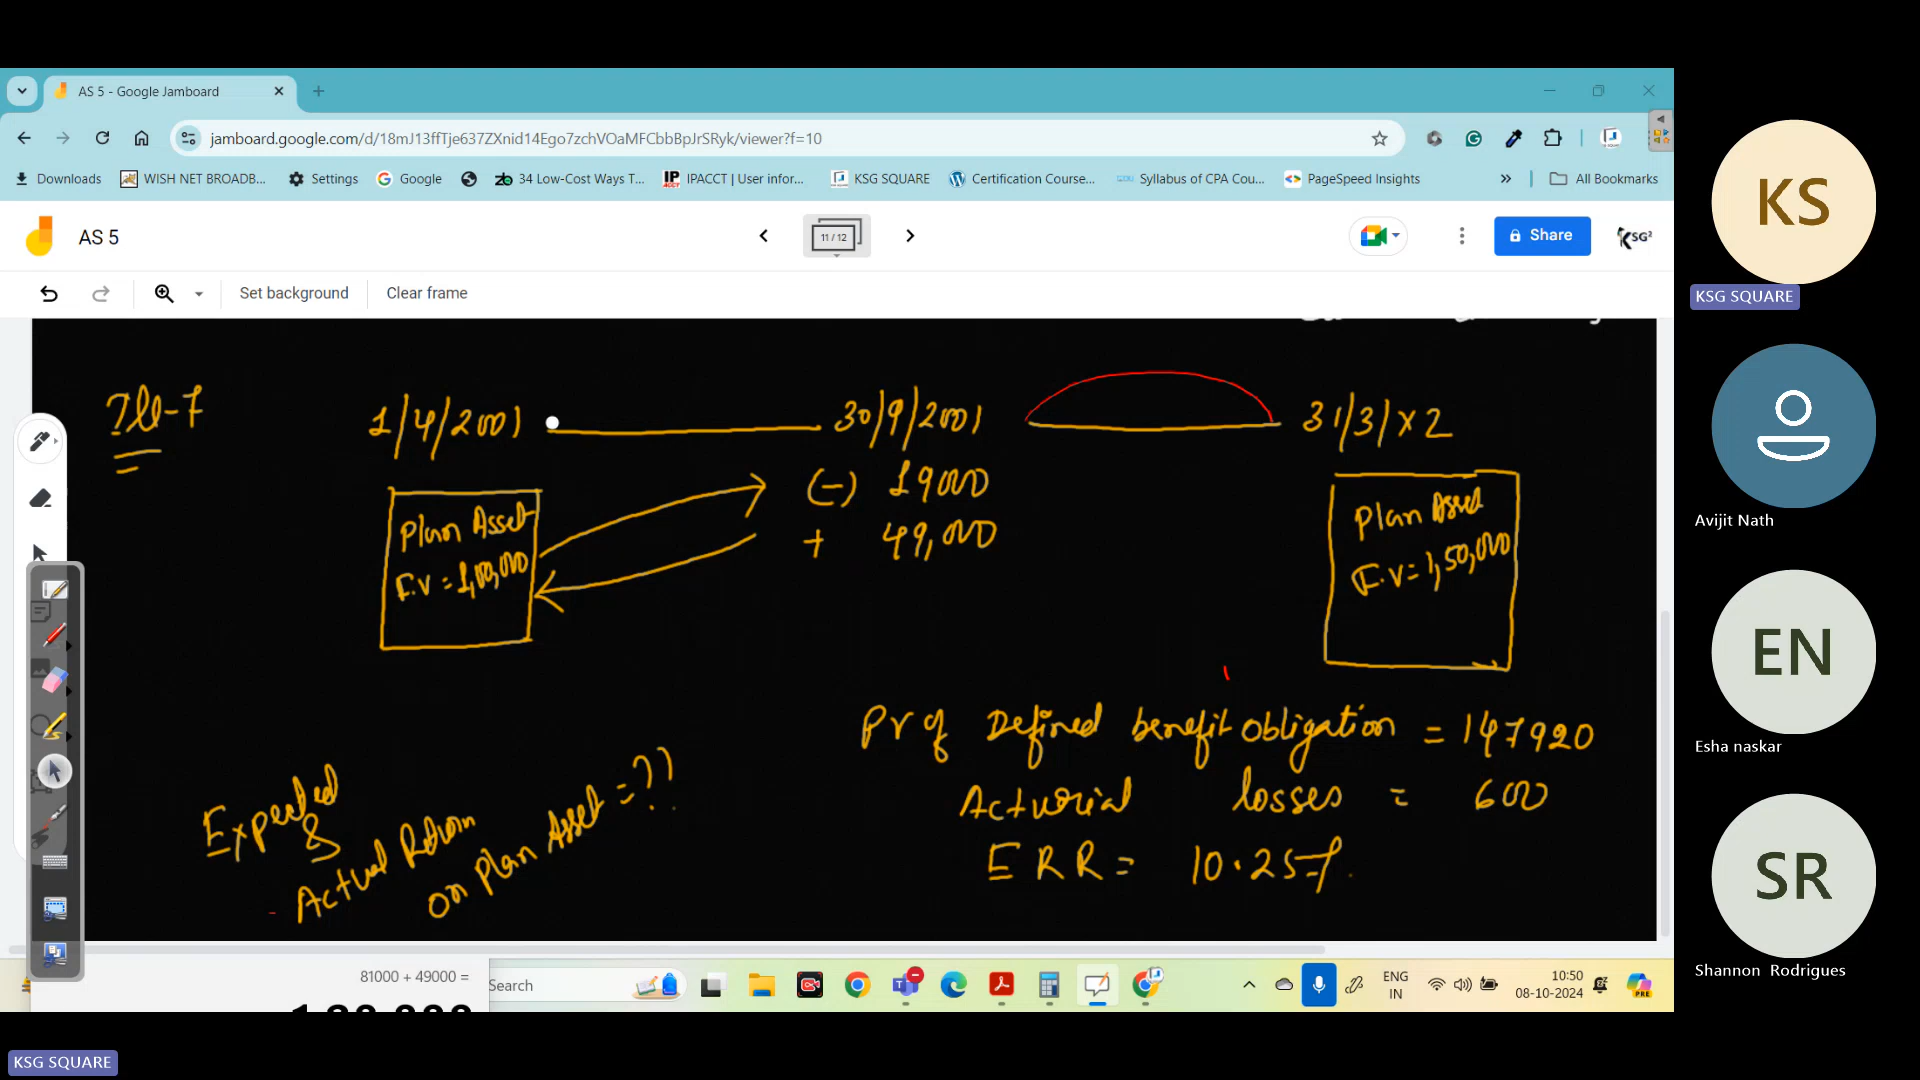 AS 5 - Google Jamboard
jamboard.google.com/d/18mJ13ffTje637ZXnid14Ego7zchVOaMFCbbBpJrSRyk/viewer?f=10
Downloads WISH NET BROADB... Settings Google 34 Low-Cost Ways T... IPACCT | User infor... KSG SQUARE Certification Course... Syllabus of CPA Cou... PageSpeed Insights » All Bookmarks
AS 5 11 / 12 Share KSG²
Set background Clear frame
1/4/2001 30/9/2001 31/3/x2
(-) 19000
+ 49,000
Plan Asset
F.V = 1,00,000
Plan Asset
F.V = 1,50,000
Pv of Defined benefit obligation = 147920
Actuarial losses = 600
ERR = 10.25%
Expected
&
Actual Return
on Plan Asset = ??
81000 + 49000 =
Search
ENG
IN
10:50
08-10-2024
PRE
KS
KSG SQUARE
Avijit Nath
EN
Esha naskar
SR
Shannon Rodrigues
KSG SQUARE